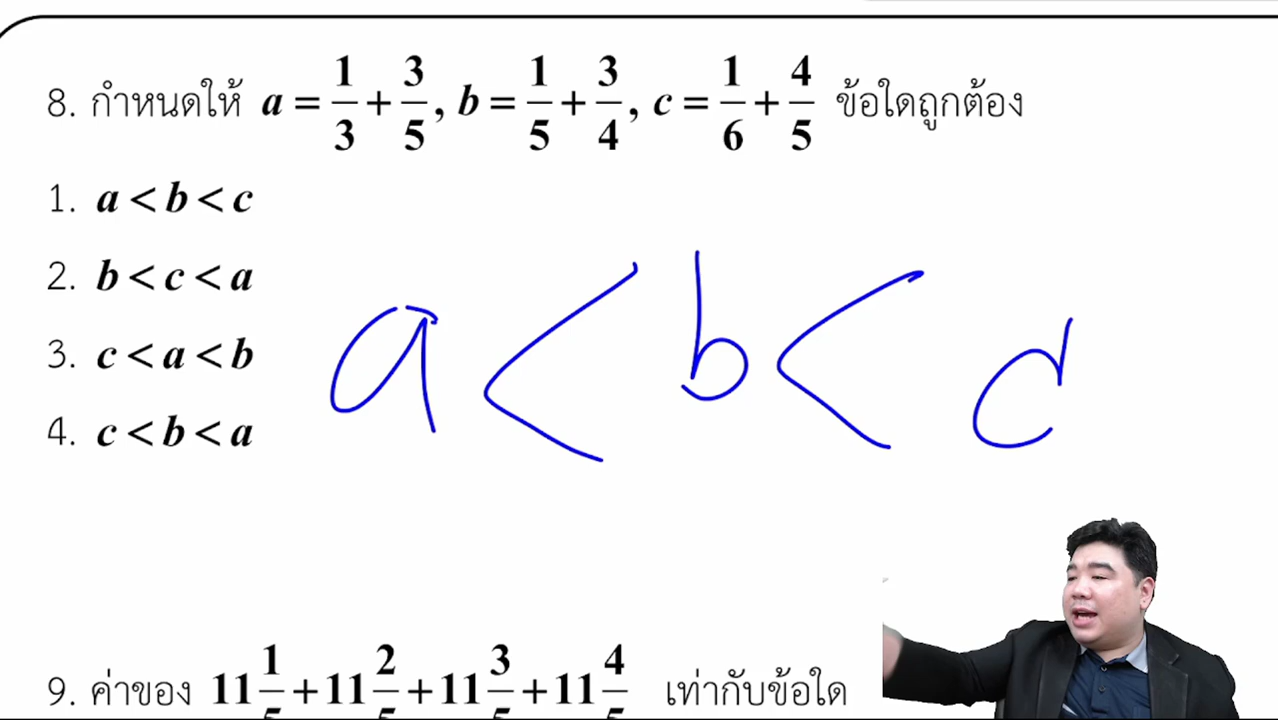 8. กำหนดให้ a = 1/3 + 3/5, b = 1/5 + 3/4, c = 1/6 + 4/5 ข้อใดถูกต้อง
1. a < b < c
2. b < c < a
3. c < a < b
4. c < b < a
a < b < c
9. ค่าของ 11 1/5 + 11 2/5 + 11 3/5 + 11 4/5 เท่ากับข้อใด